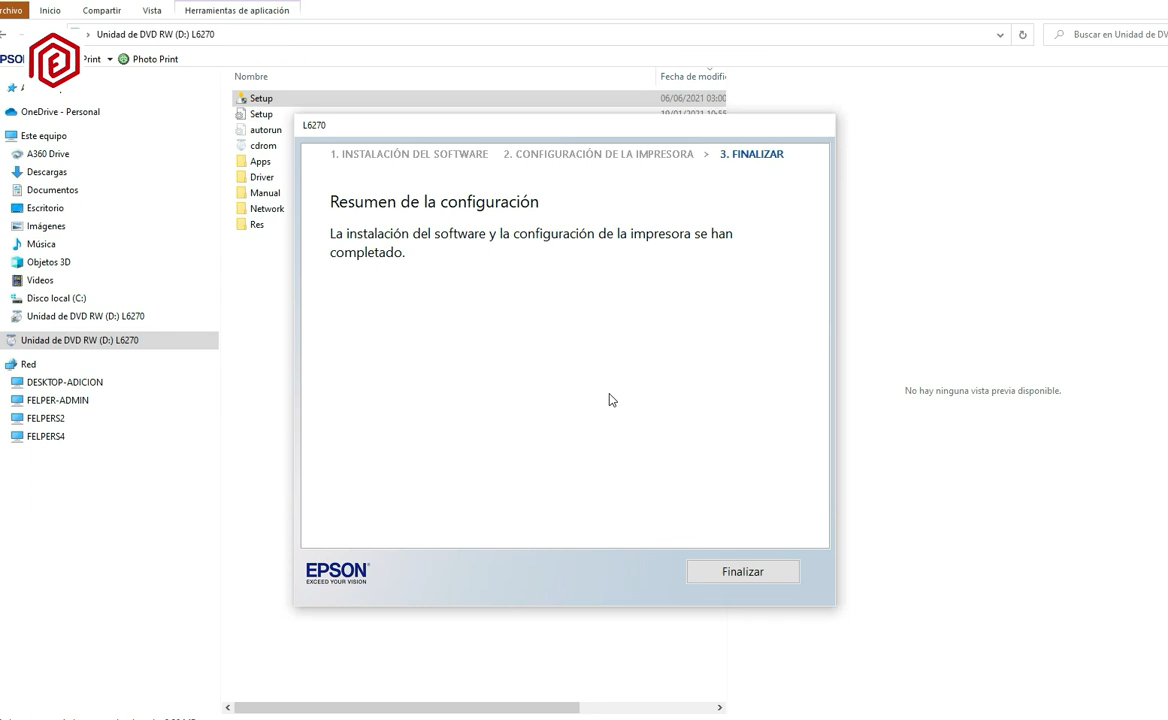 rchivo Inicio Compartir Vista Herramientas de aplicación
Unidad de DVD RW (D:) L6270
Buscar en Unidad de DV
PSO Print Photo Print
Nombre
Fecha de modific
OneDrive - Personal
Este equipo
A360 Drive
Descargas
Documentos
Escritorio
Imágenes
Música
Objetos 3D
Videos
Disco local (C:)
Unidad de DVD RW (D:) L6270
Unidad de DVD RW (D:) L6270
Red
DESKTOP-ADICION
FELPER-ADMIN
FELPERS2
FELPERS4
Setup 06/06/2021 03:00
Setup
autorun
cdrom
Apps
Driver
Manual
Network
Res
L6270
1. INSTALACIÓN DEL SOFTWARE 2. CONFIGURACIÓN DE LA IMPRESORA > 3. FINALIZAR
Resumen de la configuración
La instalación del software y la configuración de la impresora se han
completado.
EPSON
EXCEED YOUR VISION
Finalizar
No hay ninguna vista previa disponible.